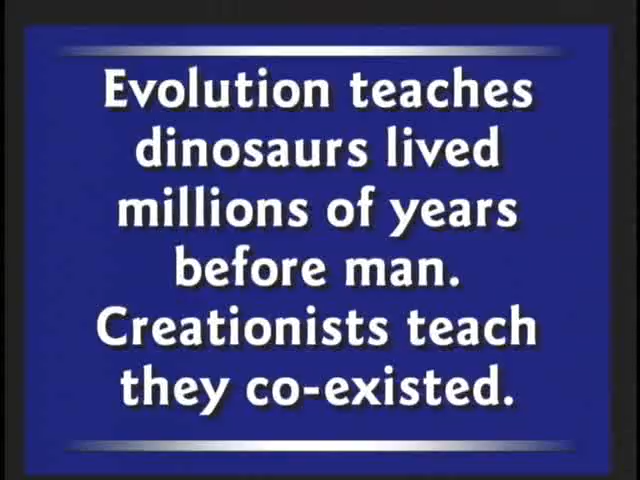 Evolution teaches
dinosaurs lived
millions of years
before man.
Creationists teach
they co-existed.